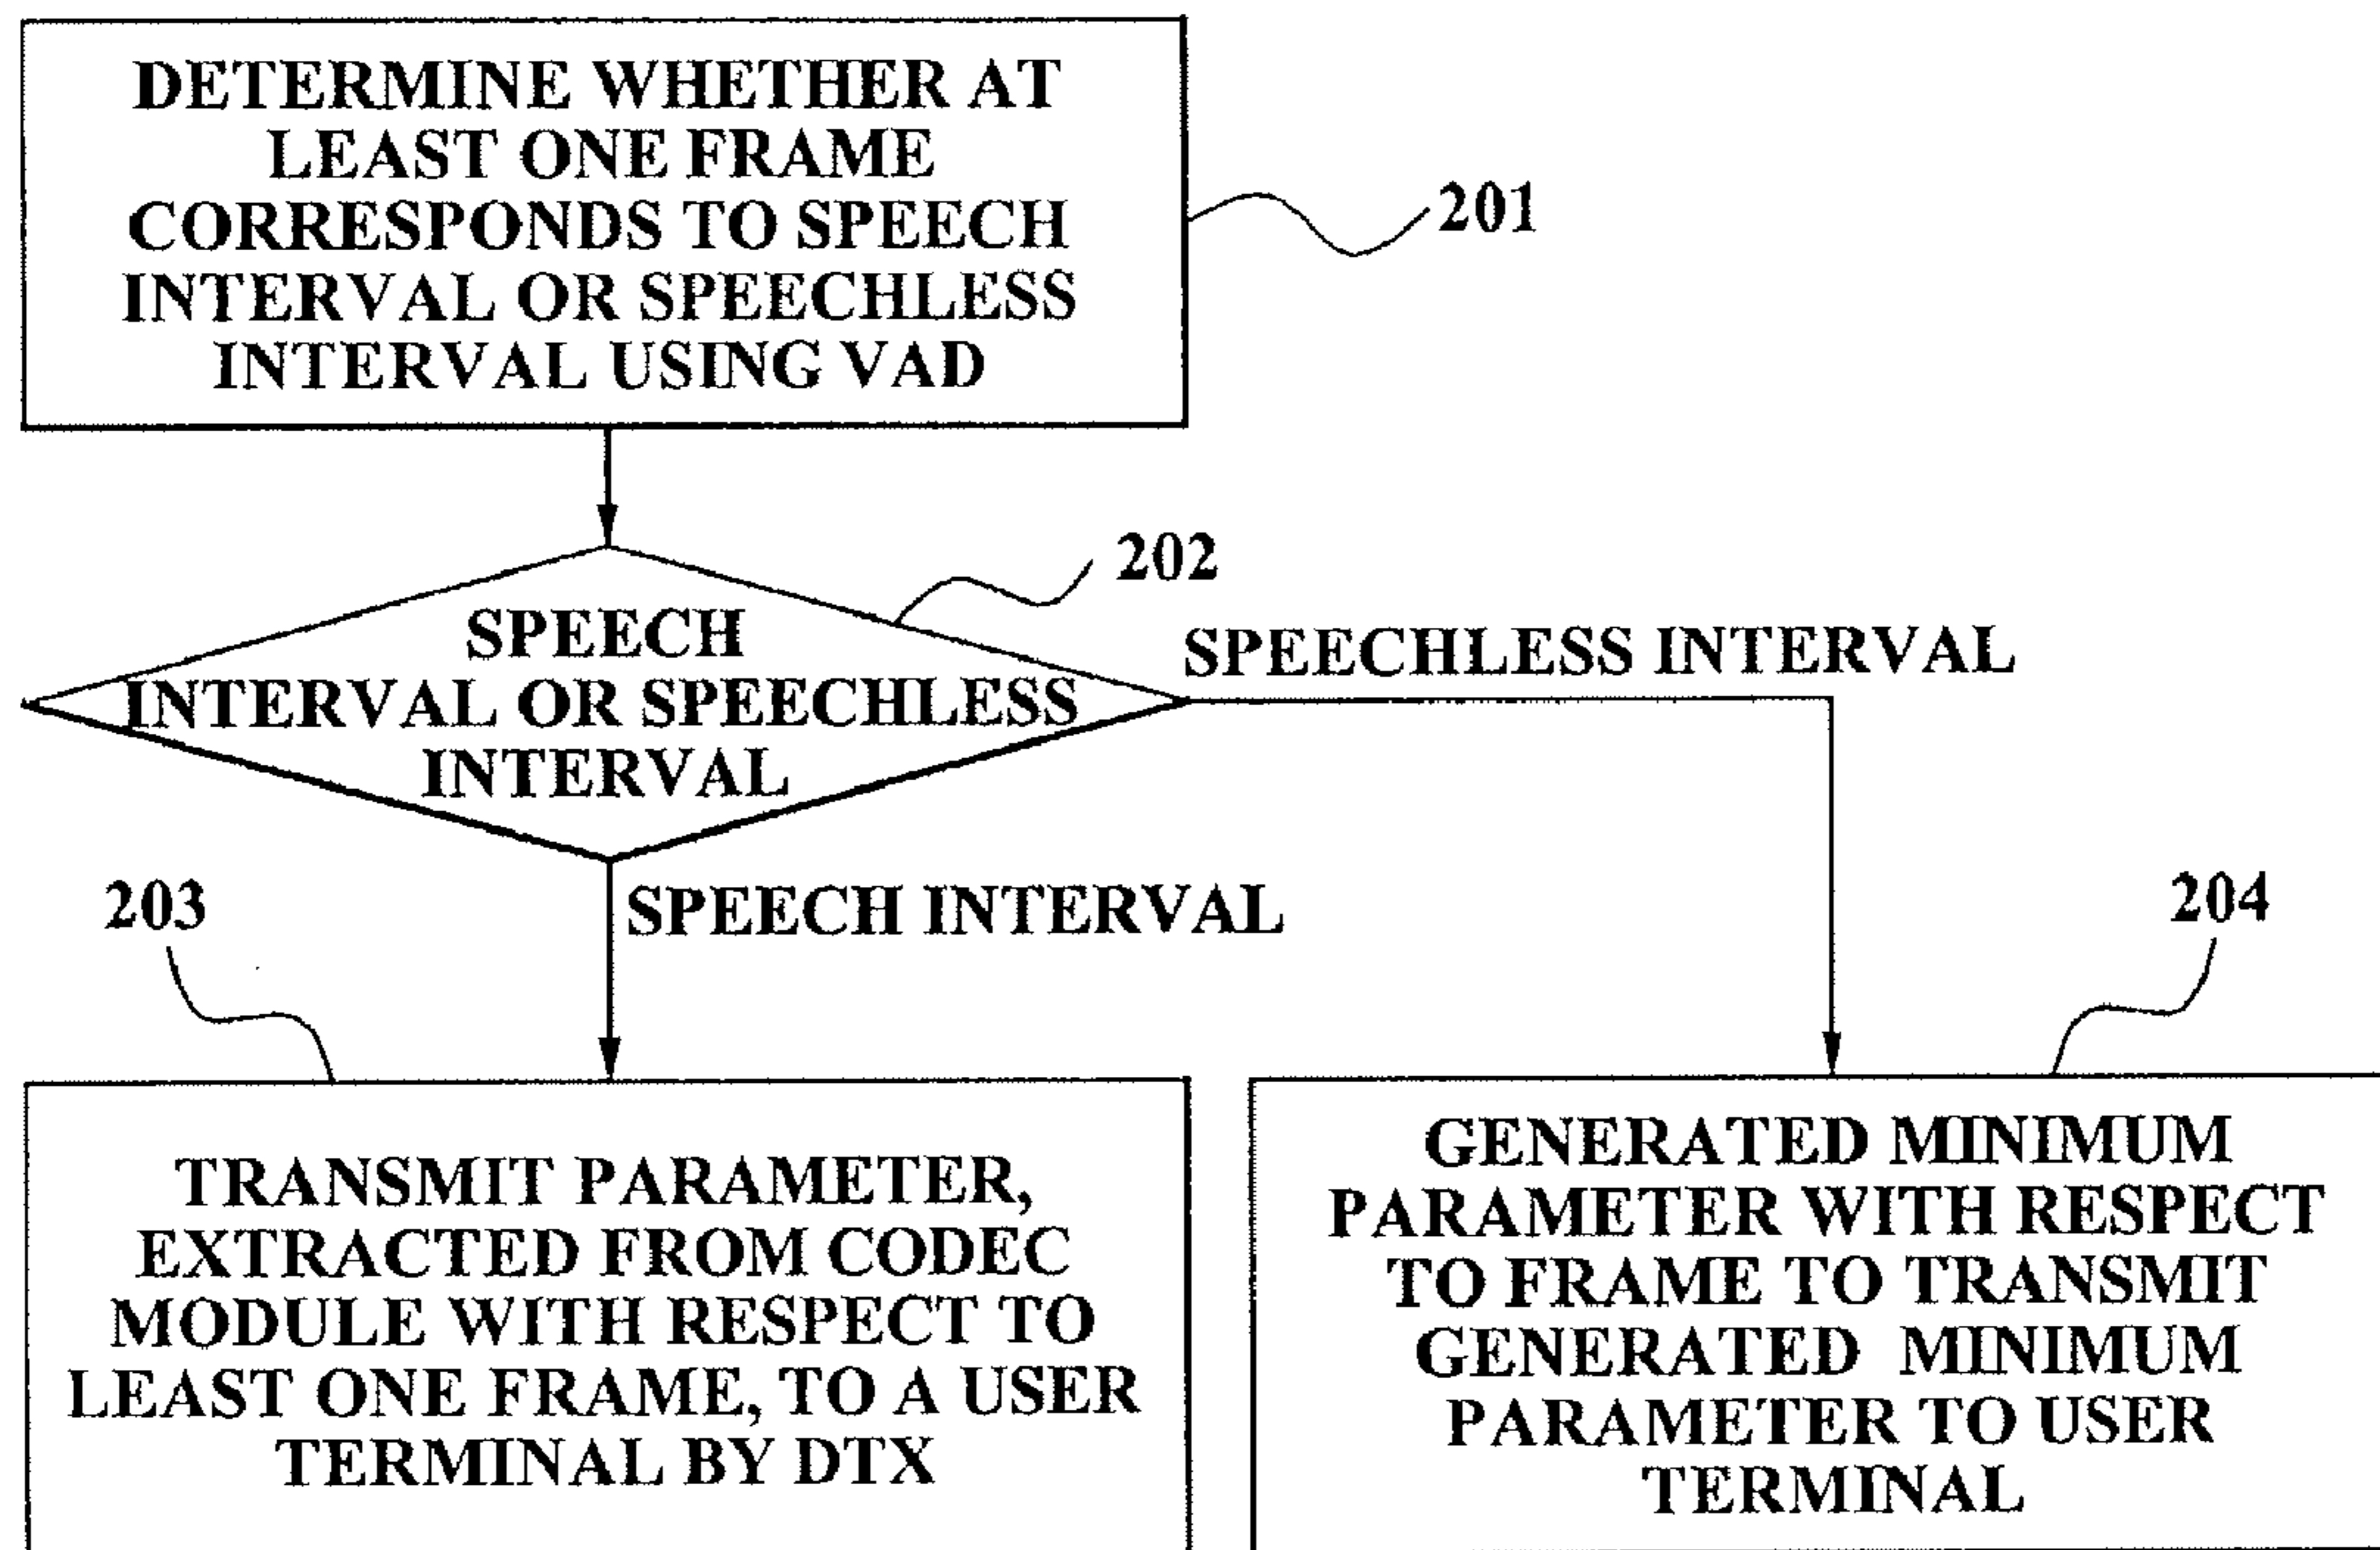 DETERMINE WHETHER AT
LEAST ONE FRAME
CORRESPONDS TO SPEECH
INTERVAL OR SPEECHLESS
INTERVAL USING VAD
201
202
SPEECH
INTERVAL OR SPEECHLESS
INTERVAL
SPEECHLESS INTERVAL
SPEECH INTERVAL
203
TRANSMIT PARAMETER,
EXTRACTED FROM CODEC
MODULE WITH RESPECT TO
LEAST ONE FRAME, TO A USER
TERMINAL BY DTX
204
GENERATED MINIMUM
PARAMETER WITH RESPECT
TO FRAME TO TRANSMIT
GENERATED MINIMUM
PARAMETER TO USER
TERMINAL